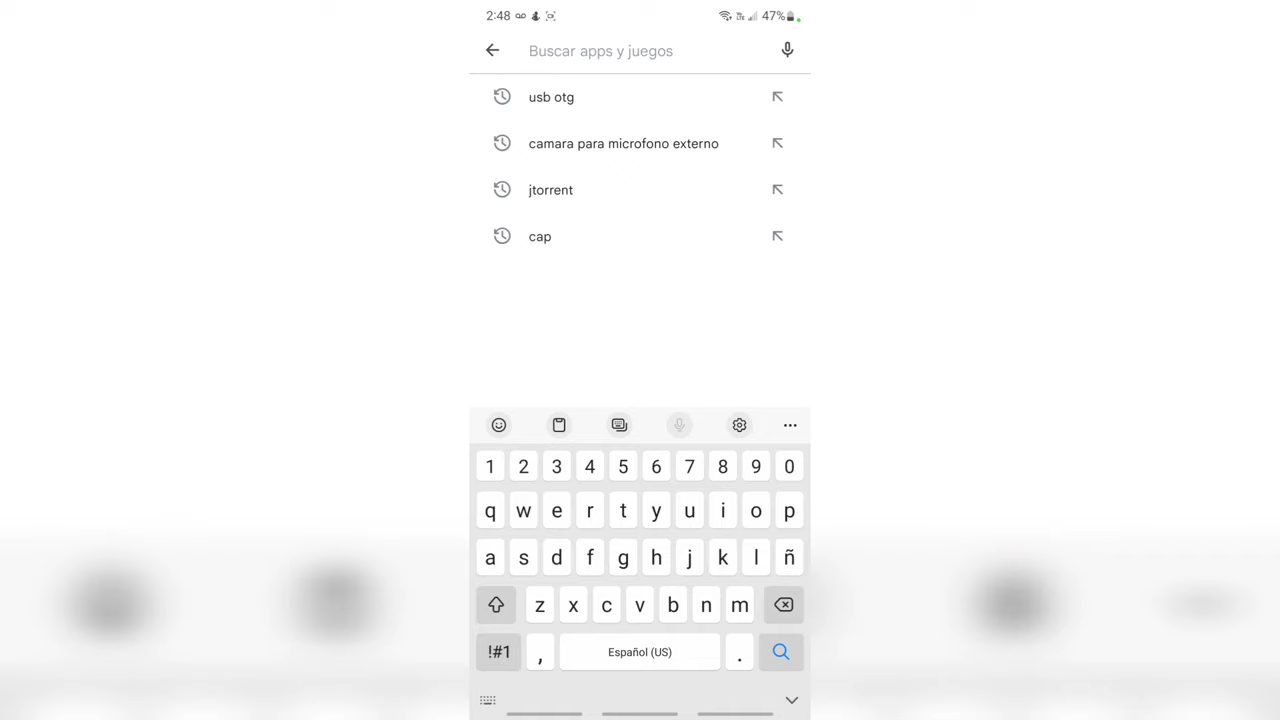 2:48 47%
Buscar apps y juegos
usb otg
camara para microfono externo
jtorrent
cap
1 2 3 4 5 6 7 8 9 0
q w e r t y u i o p
a s d f g h j k l ñ
z x c v b n m
!#1 , Español (US) .